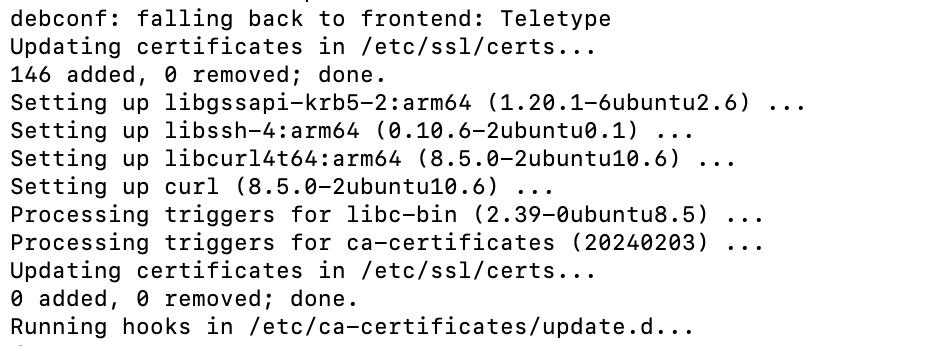 debconf: falling back to frontend: Teletype
Updating certificates in /etc/ssl/certs...
146 added, 0 removed; done.
Setting up libgssapi-krb5-2:arm64 (1.20.1-6ubuntu2.6) ...
Setting up libssh-4:arm64 (0.10.6-2ubuntu0.1) ...
Setting up libcurl4t64:arm64 (8.5.0-2ubuntu10.6) ...
Setting up curl (8.5.0-2ubuntu10.6) ...
Processing triggers for libc-bin (2.39-0ubuntu8.5) ...
Processing triggers for ca-certificates (20240203) ...
Updating certificates in /etc/ssl/certs...
0 added, 0 removed; done.
Running hooks in /etc/ca-certificates/update.d...